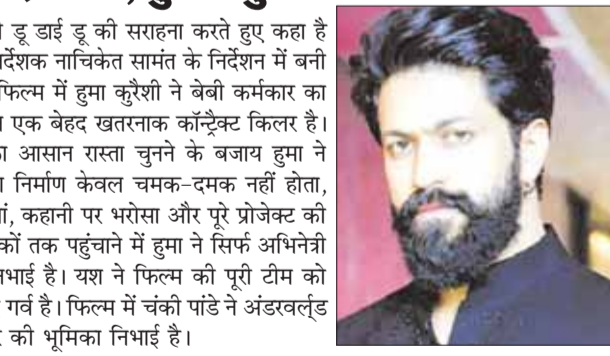 डू डाई डू की सराहना करते हुए कहा है
नाचिकेत सामंत के निर्देशन में बनी
फिल्म में हुमा कुरैशी ने बेबी कर्मकार का
एक बेहद खतरनाक कॉन्ट्रैक्ट किलर है।
आसान रास्ता चुनने के बजाय हुमा ने
निर्माण केवल चमक-दमक नहीं होता,
कहानी पर भरोसा और पूरे प्रोजेक्ट की
तक पहुंचाने में हुमा ने सिर्फ अभिनेत्री
है। यश ने फिल्म की पूरी टीम को
गर्व है। फिल्म में चंकी पांडे ने अंडरवर्ल्ड
की भूमिका निभाई है।